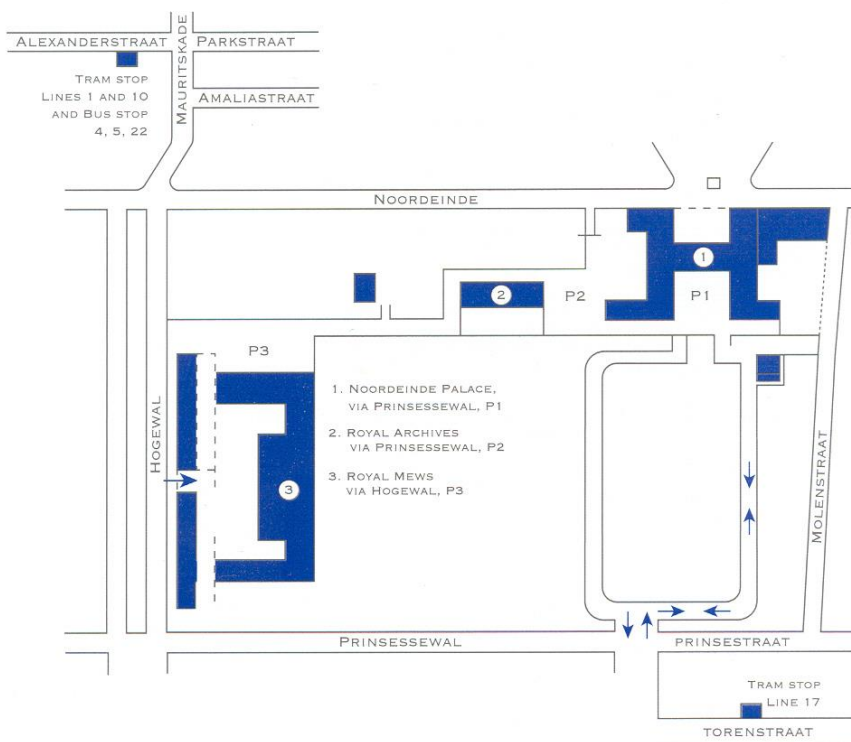 ALEXANDERSTRAAT
PARKSTRAAT
MAURITSKADE
TRAM STOP
LINES 1 AND 10
AND BUS STOP
4, 5, 22
AMALIASTRAAT
NOORDEINDE
1
2
P2
P1
P3
1. NOORDEINDE PALACE,
VIA PRINSESSEWAL, P1
2. ROYAL ARCHIVES
VIA PRINSESSEWAL, P2
3. ROYAL MEWS
VIA HOGEWAL, P3
HOGEWAL
3
MOLENSTRAAT
PRINSESSEWAL
PRINSESTRAAT
TRAM STOP
LINE 17
TORENSTRAAT